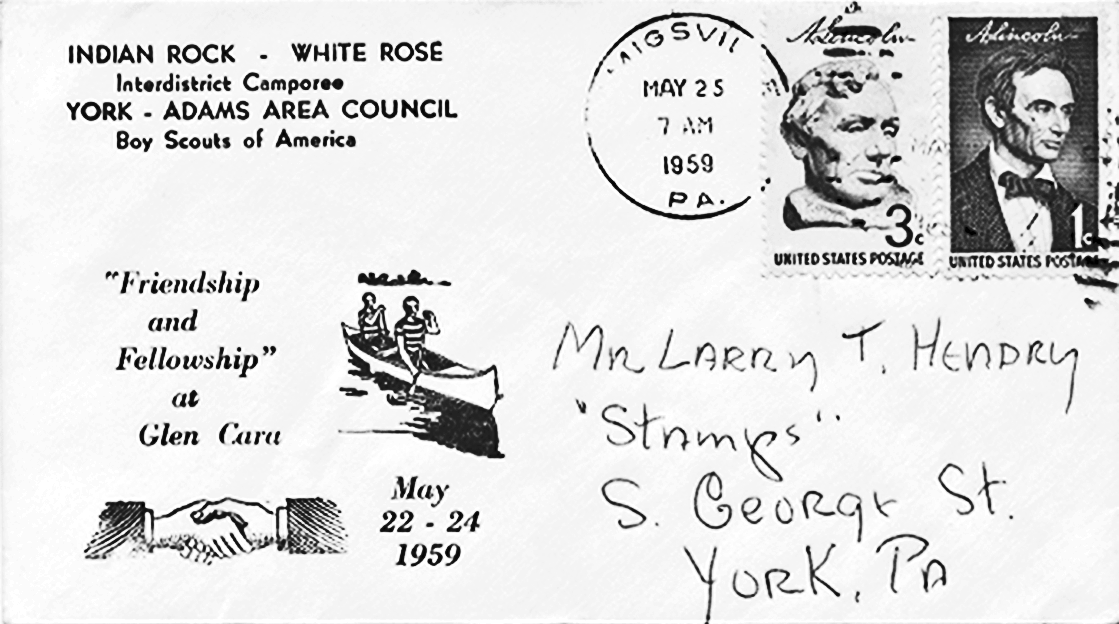 INDIAN ROCK - WHITE ROSE
Interdistrict Camporee
YORK - ADAMS AREA COUNCIL
Boy Scouts of America
MAY 25
7 AM
1959
PA.
A. Lincoln
3c
UNITED STATES POSTAGE
A. Lincoln
1c
UNITED STATES POSTAGE
"Friendship
and
Fellowship"
at
Glen Cara
May
22 - 24
1959
MR LARRY T. HENDRY
"Stamps"
S. GEORGE St.
YORK, PA